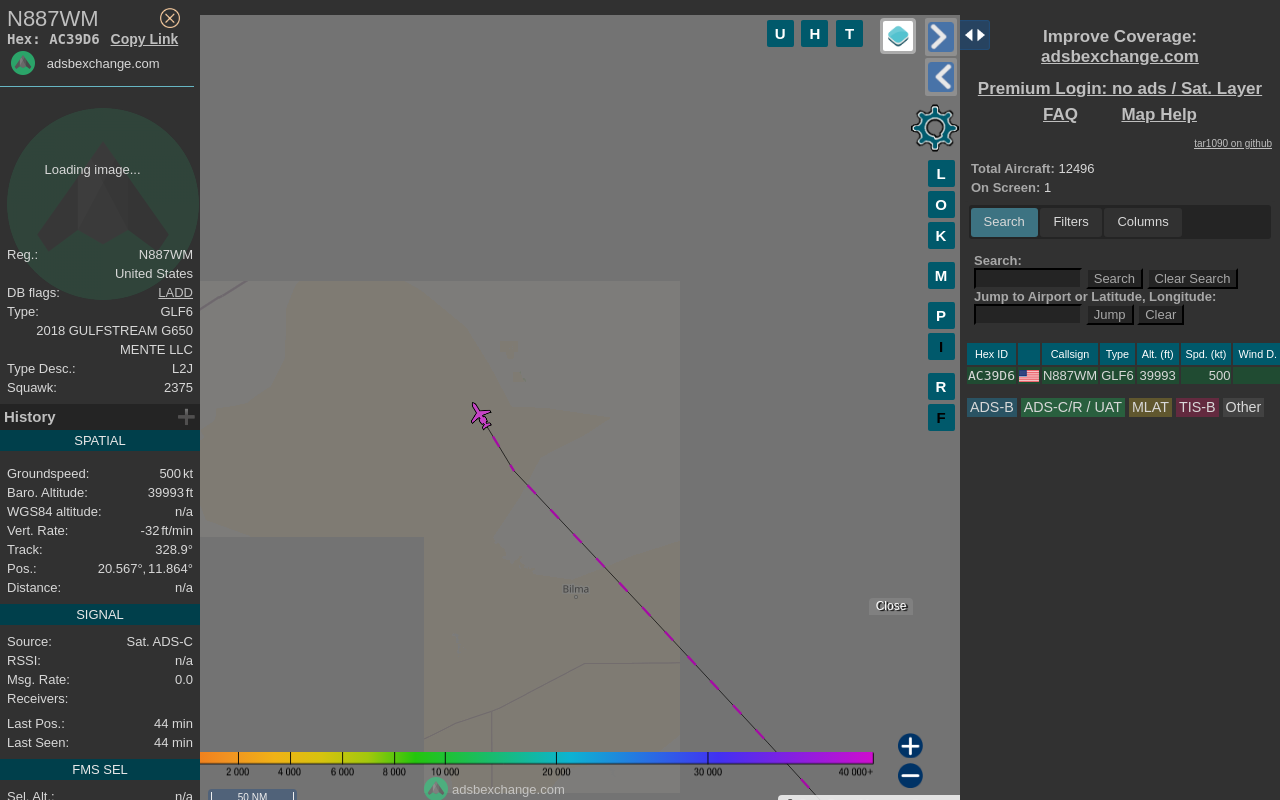 N887WM
Hex: AC39D6 Copy Link
adsbexchange.com
Loading image...
Reg.: N887WM
United States
DB flags: LADD
Type: GLF6
2018 GULFSTREAM G650
MENTE LLC
Type Desc.: L2J
Squawk: 2375
History
SPATIAL
Groundspeed: 500 kt
Baro. Altitude: 39993 ft
WGS84 altitude: n/a
Vert. Rate: -32 ft/min
Track: 328.9°
Pos.: 20.567°, 11.864°
Distance: n/a
SIGNAL
Source: Sat. ADS-C
RSSI: n/a
Msg. Rate: 0.0
Receivers:
Last Pos.: 44 min
Last Seen: 44 min
FMS SEL
Sel. Alt.: n/a
U H T
L
O
K
M
P
I
R
F
Bilma
Close
2 000 4 000 6 000 8 000 10 000 20 000 30 000 40 000+
50 NM
adsbexchange.com
Improve Coverage:
adsbexchange.com
Premium Login: no ads / Sat. Layer
FAQ Map Help
tar1090 on github
Total Aircraft: 12496
On Screen: 1
Search Filters Columns
Search:
Search Clear Search
Jump to Airport or Latitude, Longitude:
Jump Clear
Hex ID Callsign Type Alt. (ft) Spd. (kt) Wind D.
AC39D6 N887WM GLF6 39993 500
ADS-B ADS-C/R / UAT MLAT TIS-B Other